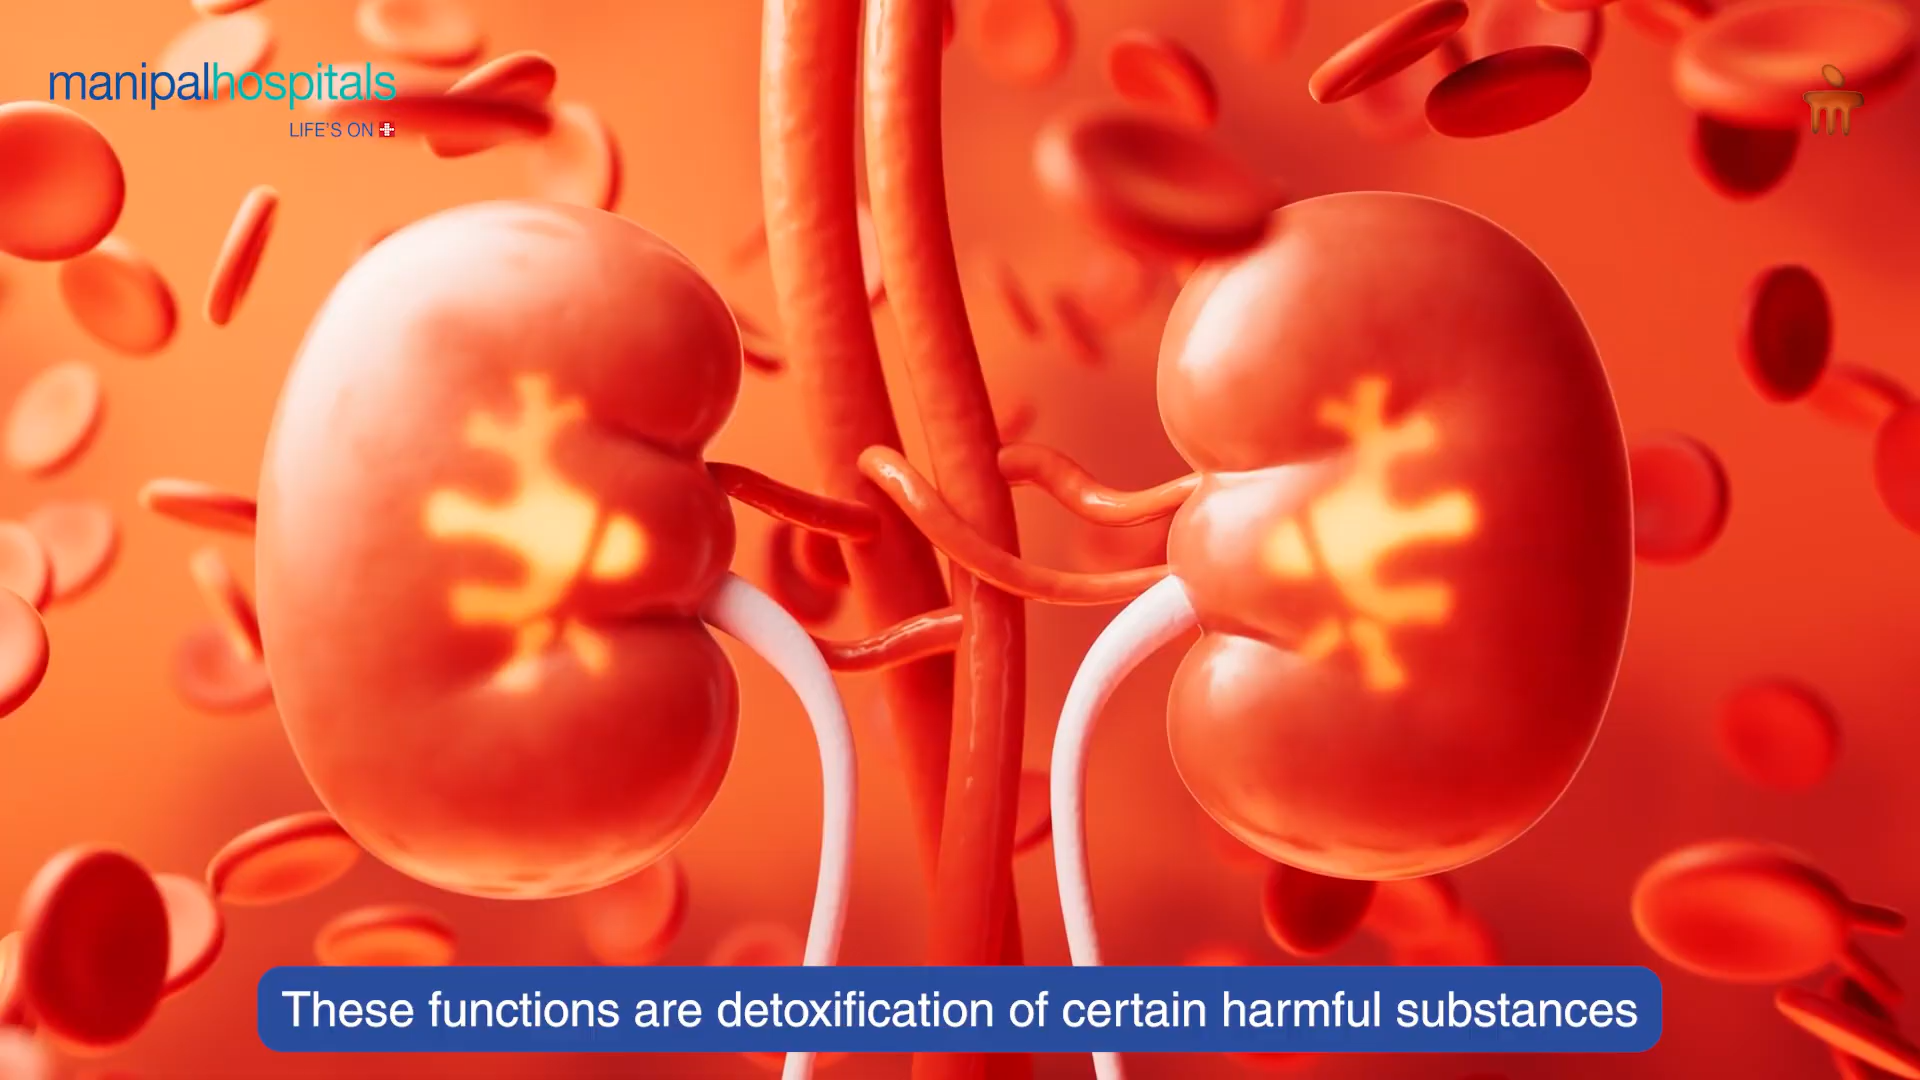 manipalhospitals
LIFE'S ON
These functions are detoxification of certain harmful substances